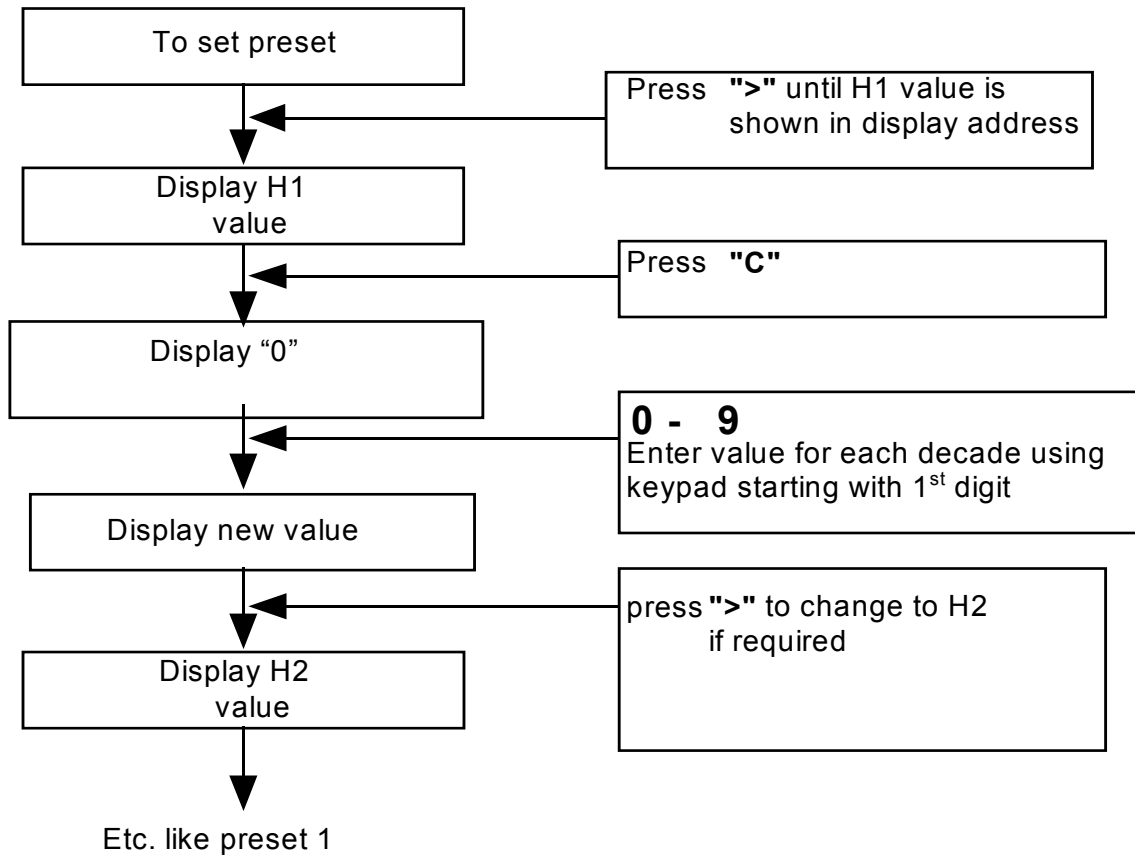 To set preset
Press ">" until H1 value is
shown in display address
Display H1
value
Press "C"
Display “0”
0 - 9
Enter value for each decade using
keypad starting with 1st digit
Display new value
press ">" to change to H2
if required
Display H2
value
Etc. like preset 1